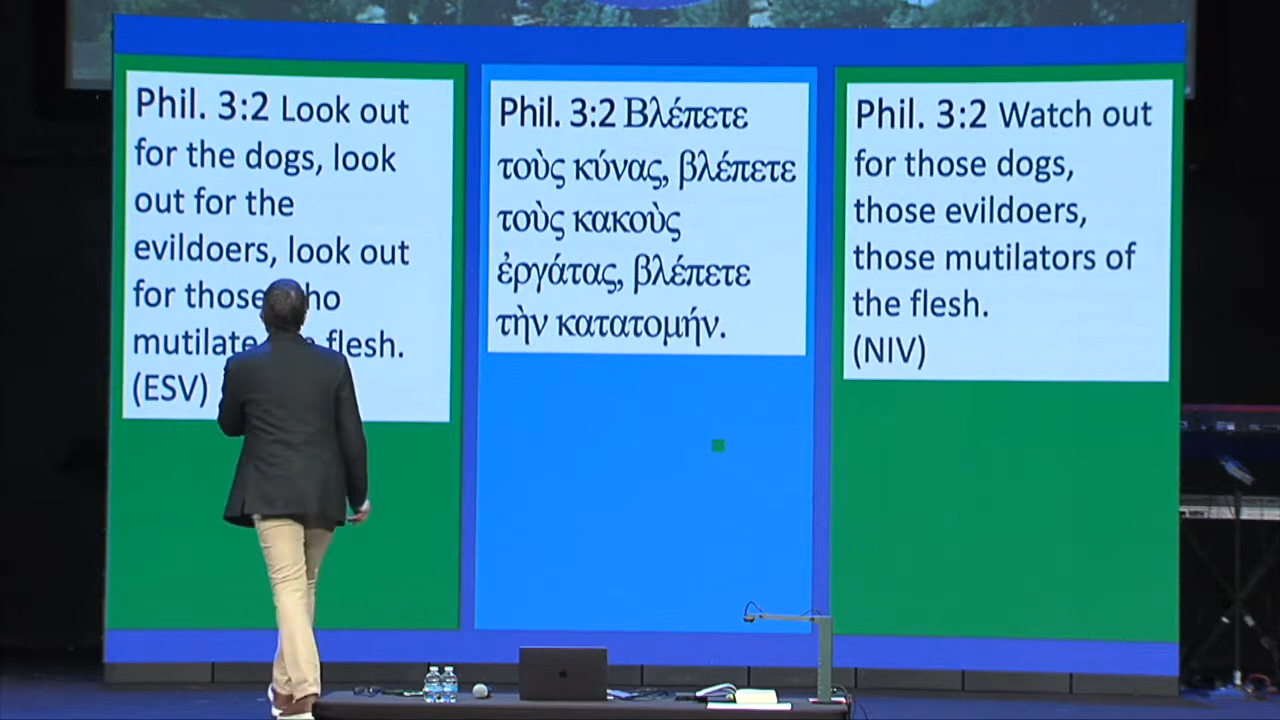 Phil. 3:2 Look out
for the dogs, look
out for the
evildoers, look out
for those
flesh.
(ESV)
Phil. 3:2 Βλέπετε
τοὺς κύνας, βλέπετε
τοὺς κακοὺς
ἐργάτας, βλέπετε
τὴν κατατομήν.
Phil. 3:2 Watch out
for those dogs,
those evildoers,
those mutilators of
the flesh.
(NIV)